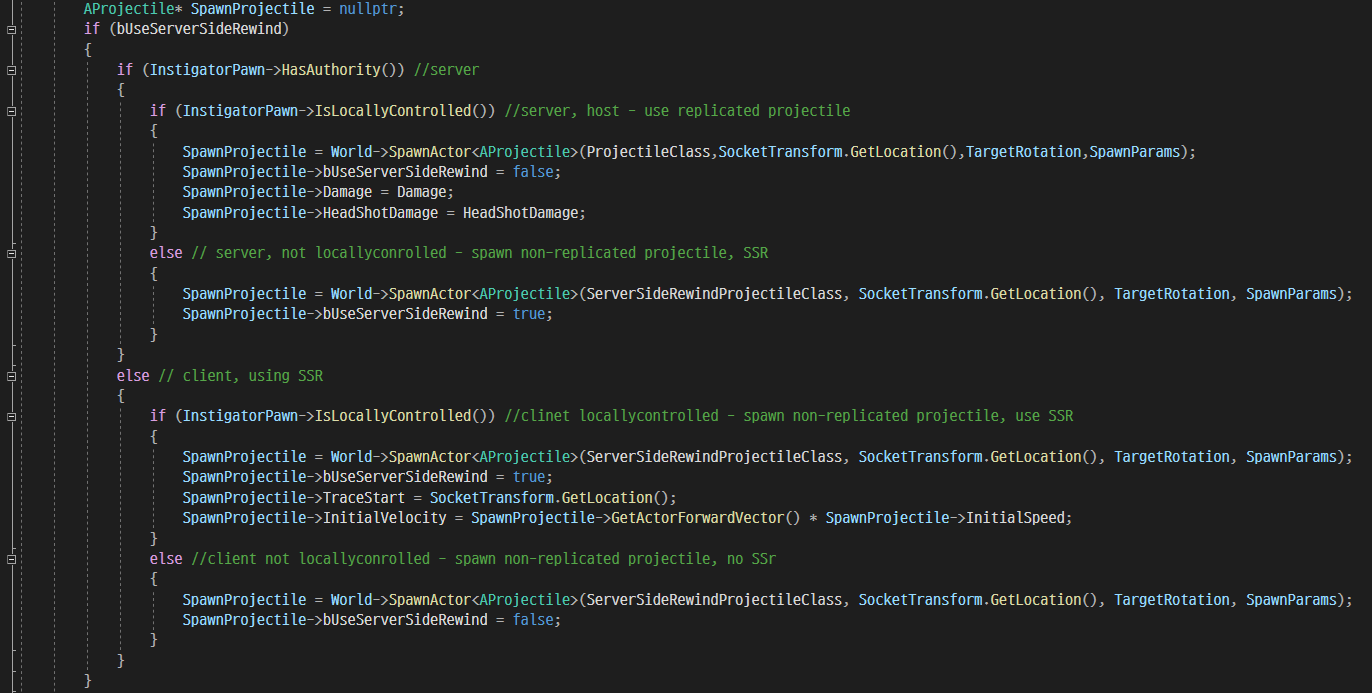 AProjectile* SpawnProjectile = nullptr;
if (bUseServerSideRewind)
{
if (InstigatorPawn->HasAuthority()) //server
{
if (InstigatorPawn->IsLocallyControlled()) //server, host - use replicated projectile
{
SpawnProjectile = World->SpawnActor<AProjectile>(ProjectileClass,SocketTransform.GetLocation(),TargetRotation,SpawnParams);
SpawnProjectile->bUseServerSideRewind = false;
SpawnProjectile->Damage = Damage;
SpawnProjectile->HeadShotDamage = HeadShotDamage;
}
else // server, not locallyconrolled - spawn non-replicated projectile, SSR
{
SpawnProjectile = World->SpawnActor<AProjectile>(ServerSideRewindProjectileClass, SocketTransform.GetLocation(), TargetRotation, SpawnParams);
SpawnProjectile->bUseServerSideRewind = true;
}
}
else // client, using SSR
{
if (InstigatorPawn->IsLocallyControlled()) //clinet locallycontrolled - spawn non-replicated projectile, use SSR
{
SpawnProjectile = World->SpawnActor<AProjectile>(ServerSideRewindProjectileClass, SocketTransform.GetLocation(), TargetRotation, SpawnParams);
SpawnProjectile->bUseServerSideRewind = true;
SpawnProjectile->TraceStart = SocketTransform.GetLocation();
SpawnProjectile->InitialVelocity = SpawnProjectile->GetActorForwardVector() * SpawnProjectile->InitialSpeed;
}
else //client not locallyconrolled - spawn non-replicated projectile, no SSr
{
SpawnProjectile = World->SpawnActor<AProjectile>(ServerSideRewindProjectileClass, SocketTransform.GetLocation(), TargetRotation, SpawnParams);
SpawnProjectile->bUseServerSideRewind = false;
}
}
}